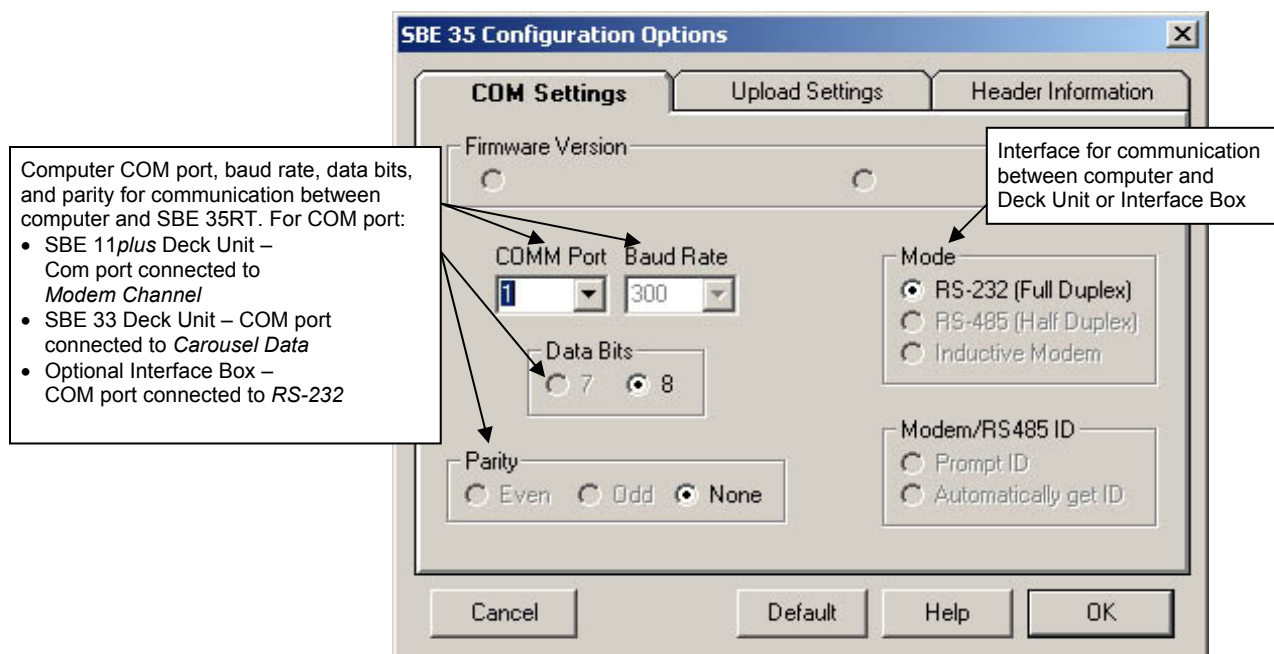 SBE 35 Configuration Options
COM Settings
Upload Settings
Header Information
Firmware Version
Computer COM port, baud rate, data bits,
and parity for communication between
computer and SBE 35RT. For COM port:
• SBE 11plus Deck Unit –
Com port connected to
Modem Channel
• SBE 33 Deck Unit – COM port
connected to Carousel Data
• Optional Interface Box –
COM port connected to RS-232
Interface for communication
between computer and
Deck Unit or Interface Box
COMM Port
Baud Rate
1
300
Data Bits
7
8
Parity
Even
Odd
None
Mode
RS-232 (Full Duplex)
RS-485 (Half Duplex)
Inductive Modem
Modem/RS485 ID
Prompt ID
Automatically get ID
Cancel
Default
Help
OK